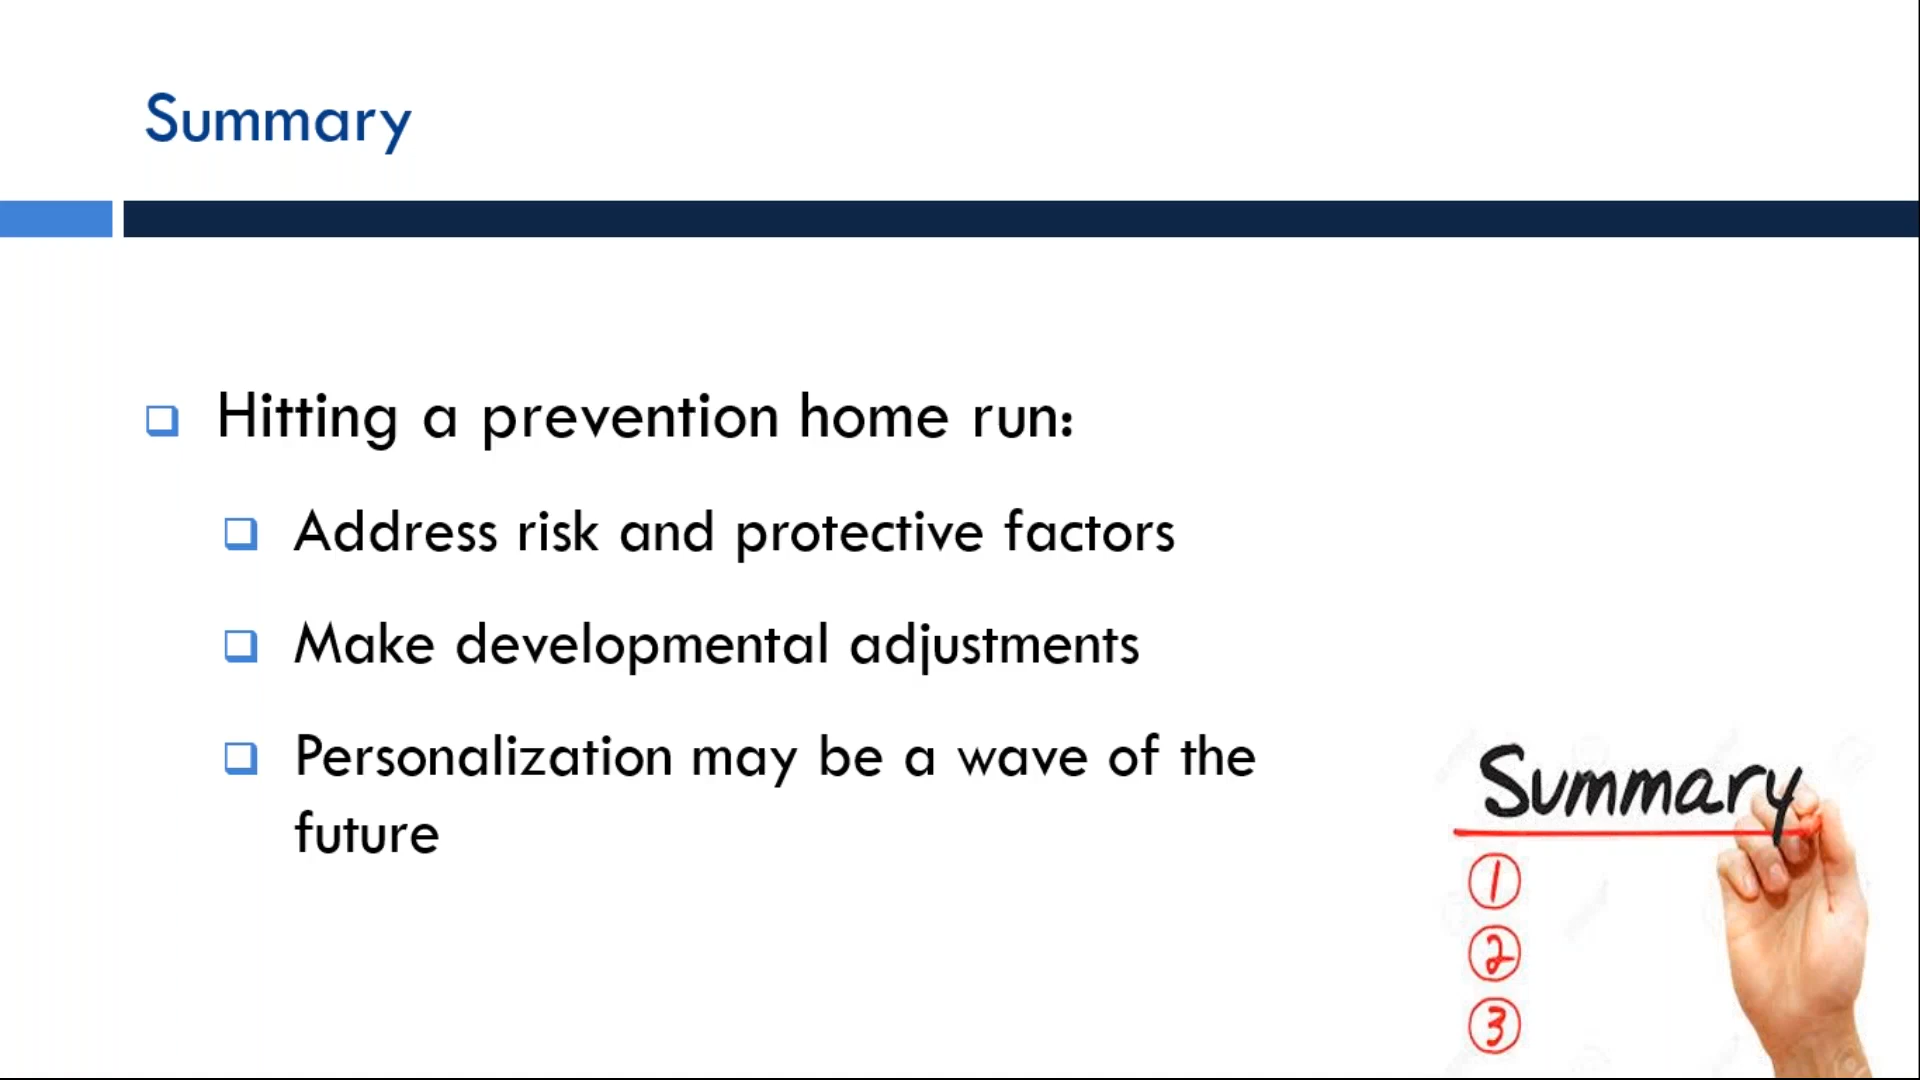 Summary
Hitting a prevention home run:
Address risk and protective factors
Make developmental adjustments
Personalization may be a wave of the
future
Summary
1
2
3